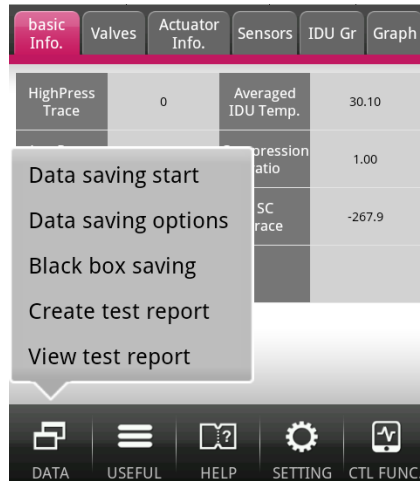 basic
Info.
Valves
Actuator
Info.
Sensors
IDU Gr
Graph
HighPress
Trace
0
Averaged
IDU Temp.
30.10
pression
atio
1.00
SC
race
-267.9
Data saving start
Data saving options
Black box saving
Create test report
View test report
DATA
USEFUL
HELP
SETTING
CTL FUNC